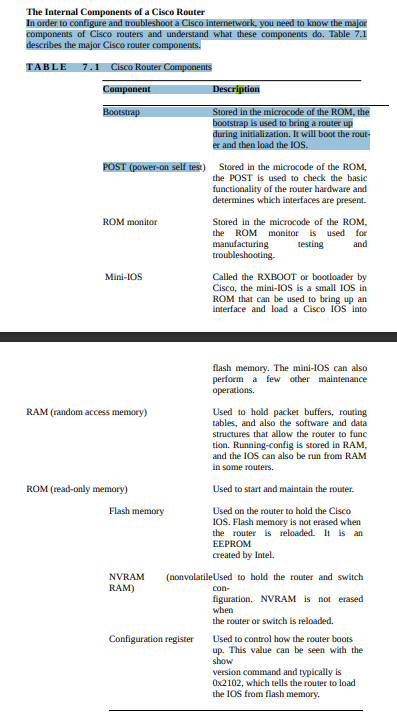 The Internal Components of a Cisco Router
In order to configure and troubleshoot a Cisco internetwork, you need to know the major
components of Cisco routers and understand what these components do. Table 7.1
describes the major Cisco router components.
TABLE 7.1 Cisco Router Components
Component Description
Bootstrap Stored in the microcode of the ROM, the
bootstrap is used to bring a router up
during initialization. It will boot the rout-
er and then load the IOS.
POST (power-on self test) Stored in the microcode of the ROM,
the POST is used to check the basic
functionality of the router hardware and
determines which interfaces are present.
ROM monitor Stored in the microcode of the ROM,
the ROM monitor is used for
manufacturing testing and
troubleshooting.
Mini-IOS Called the RXBOOT or bootloader by
Cisco, the mini-IOS is a small IOS in
ROM that can be used to bring up an
interface and load a Cisco IOS into
flash memory. The mini-IOS can also
perform a few other maintenance
operations.
RAM (random access memory) Used to hold packet buffers, routing
tables, and also the software and data
structures that allow the router to func
tion. Running-config is stored in RAM,
and the IOS can also be run from RAM
in some routers.
ROM (read-only memory) Used to start and maintain the router.
Flash memory Used on the router to hold the Cisco
IOS. Flash memory is not erased when
the router is reloaded. It is an
EEPROM
created by Intel.
NVRAM (nonvolatile Used to hold the router and switch
RAM) con-
figuration. NVRAM is not erased
when
the router or switch is reloaded.
Configuration register Used to control how the router boots
up. This value can be seen with the
show
version command and typically is
0x2102, which tells the router to load
the IOS from flash memory.